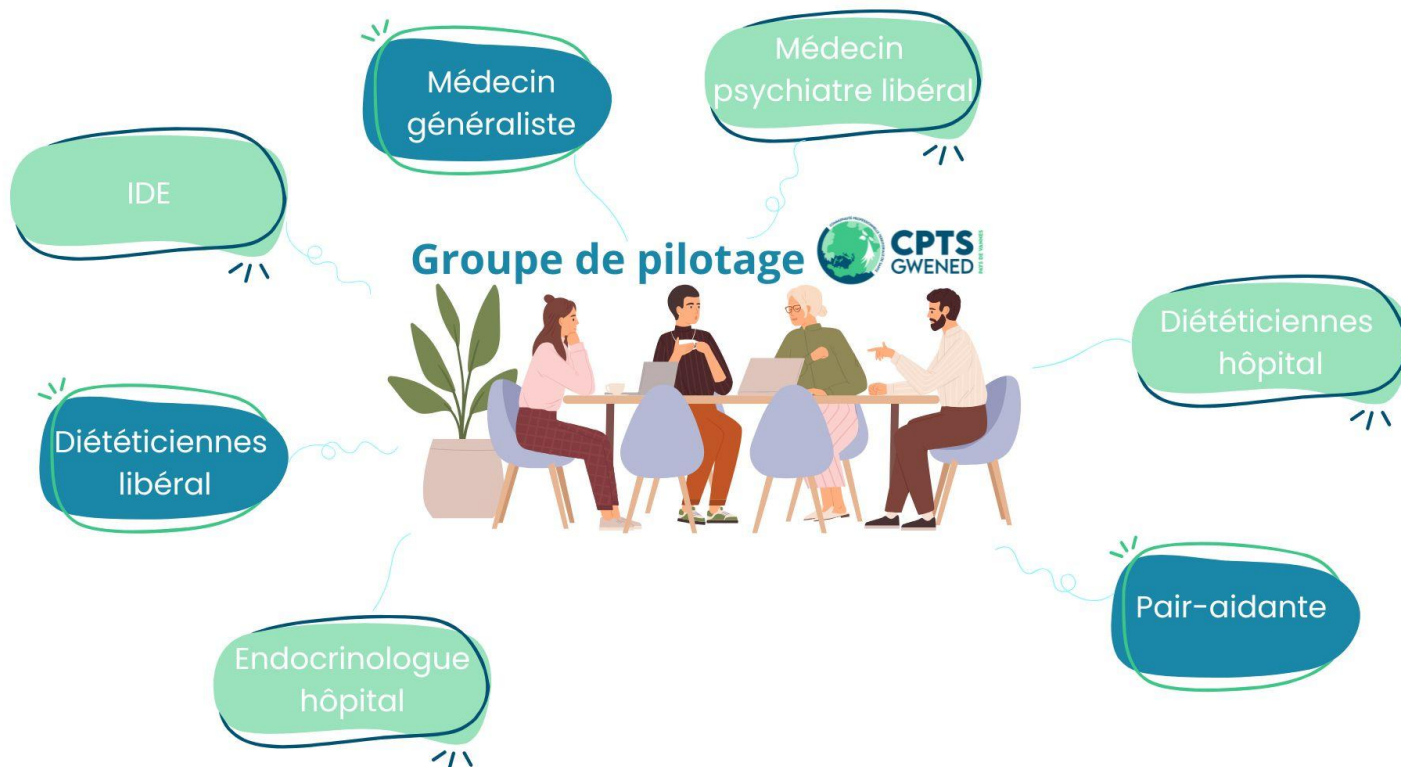 Médecin
généraliste
Médecin
psychiatre libéral
IDE
Groupe de pilotage
CPTS
GWENED
Diététiciennes
hôpital
Diététiciennes
libéral
Pair-aidante
Endocrinologue
hôpital